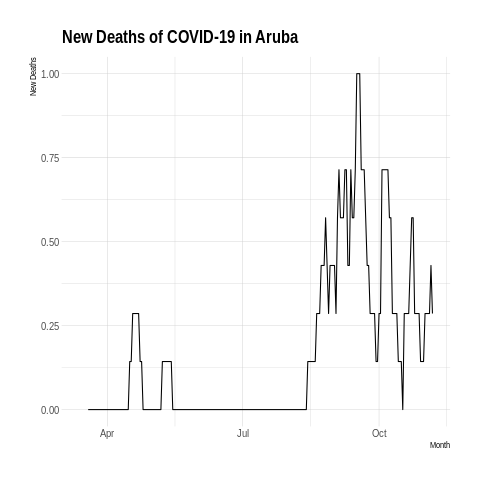 New Deaths of COVID-19 in Aruba
New Deaths
1.00
0.75
0.50
0.25
0.00
Apr
Jul
Oct
Month